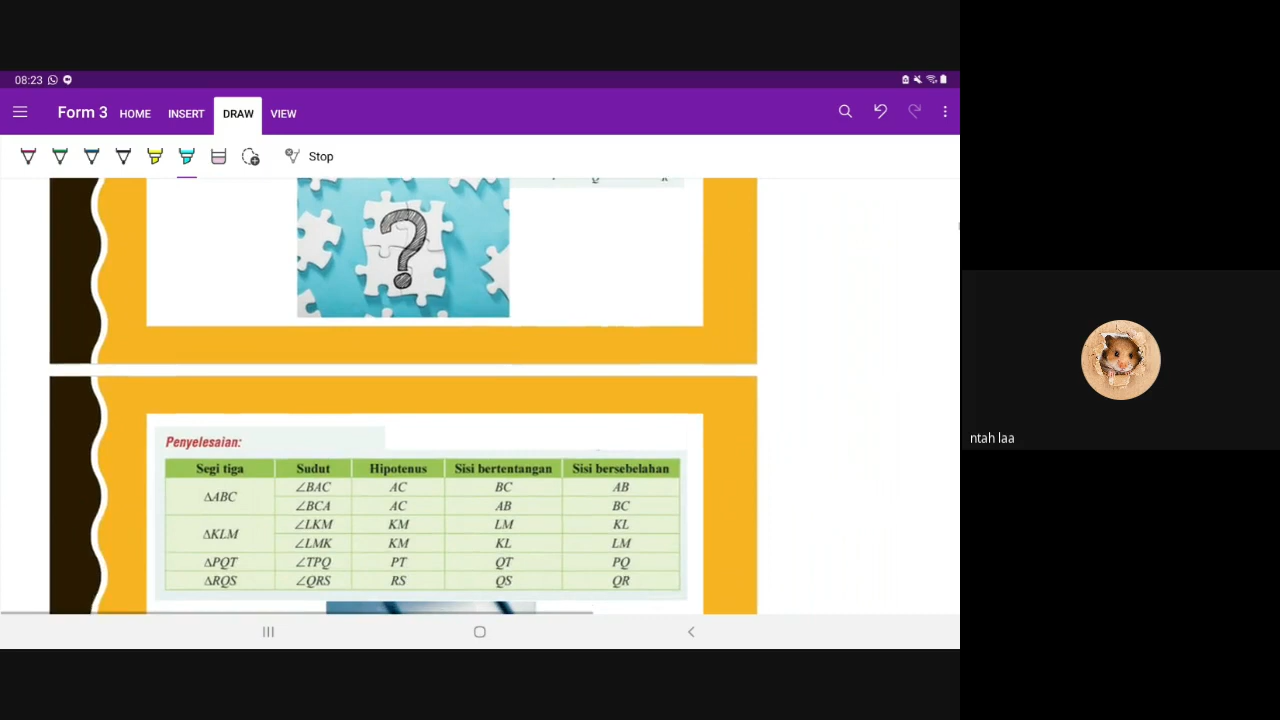 08:23
Form 3 HOME INSERT DRAW VIEW
Stop
Penyelesaian:
Segi tiga Sudut Hipotenus Sisi bertentangan Sisi bersebelahan
ΔABC ∠BAC AC BC AB
∠BCA AC AB BC
ΔKLM ∠LKM KM LM KL
∠LMK KM KL LM
ΔPQT ∠TPQ PT QT PQ
ΔRQS ∠QRS RS QS QR
ntah laa